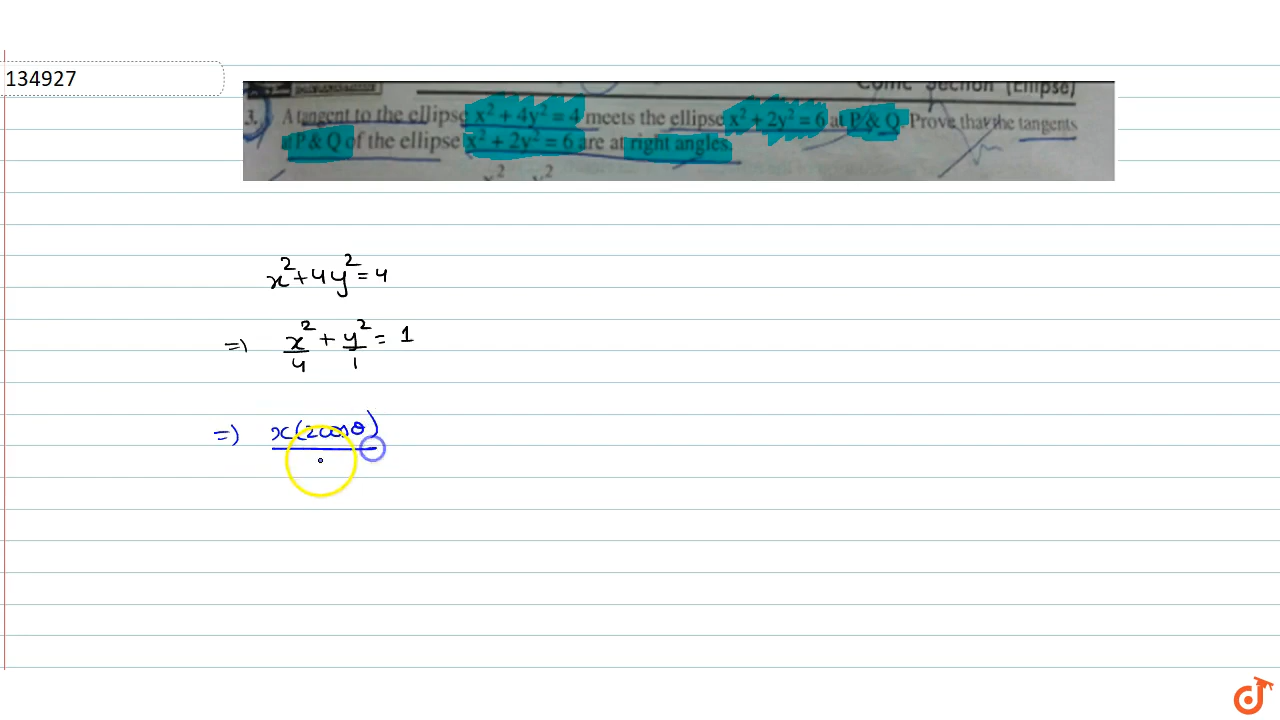 134927
Conic Section (Ellipse)
3. A tangent to the ellipse x² + 4y² = 4 meets the ellipse x² + 2y² = 6 at P & Q. Prove that the tangents
at P & Q of the ellipse x² + 2y² = 6 are at right angles.
x² y²
x² + 4y² = 4
=) x²/4 + y²/1 = 1
=) x(2cosθ)